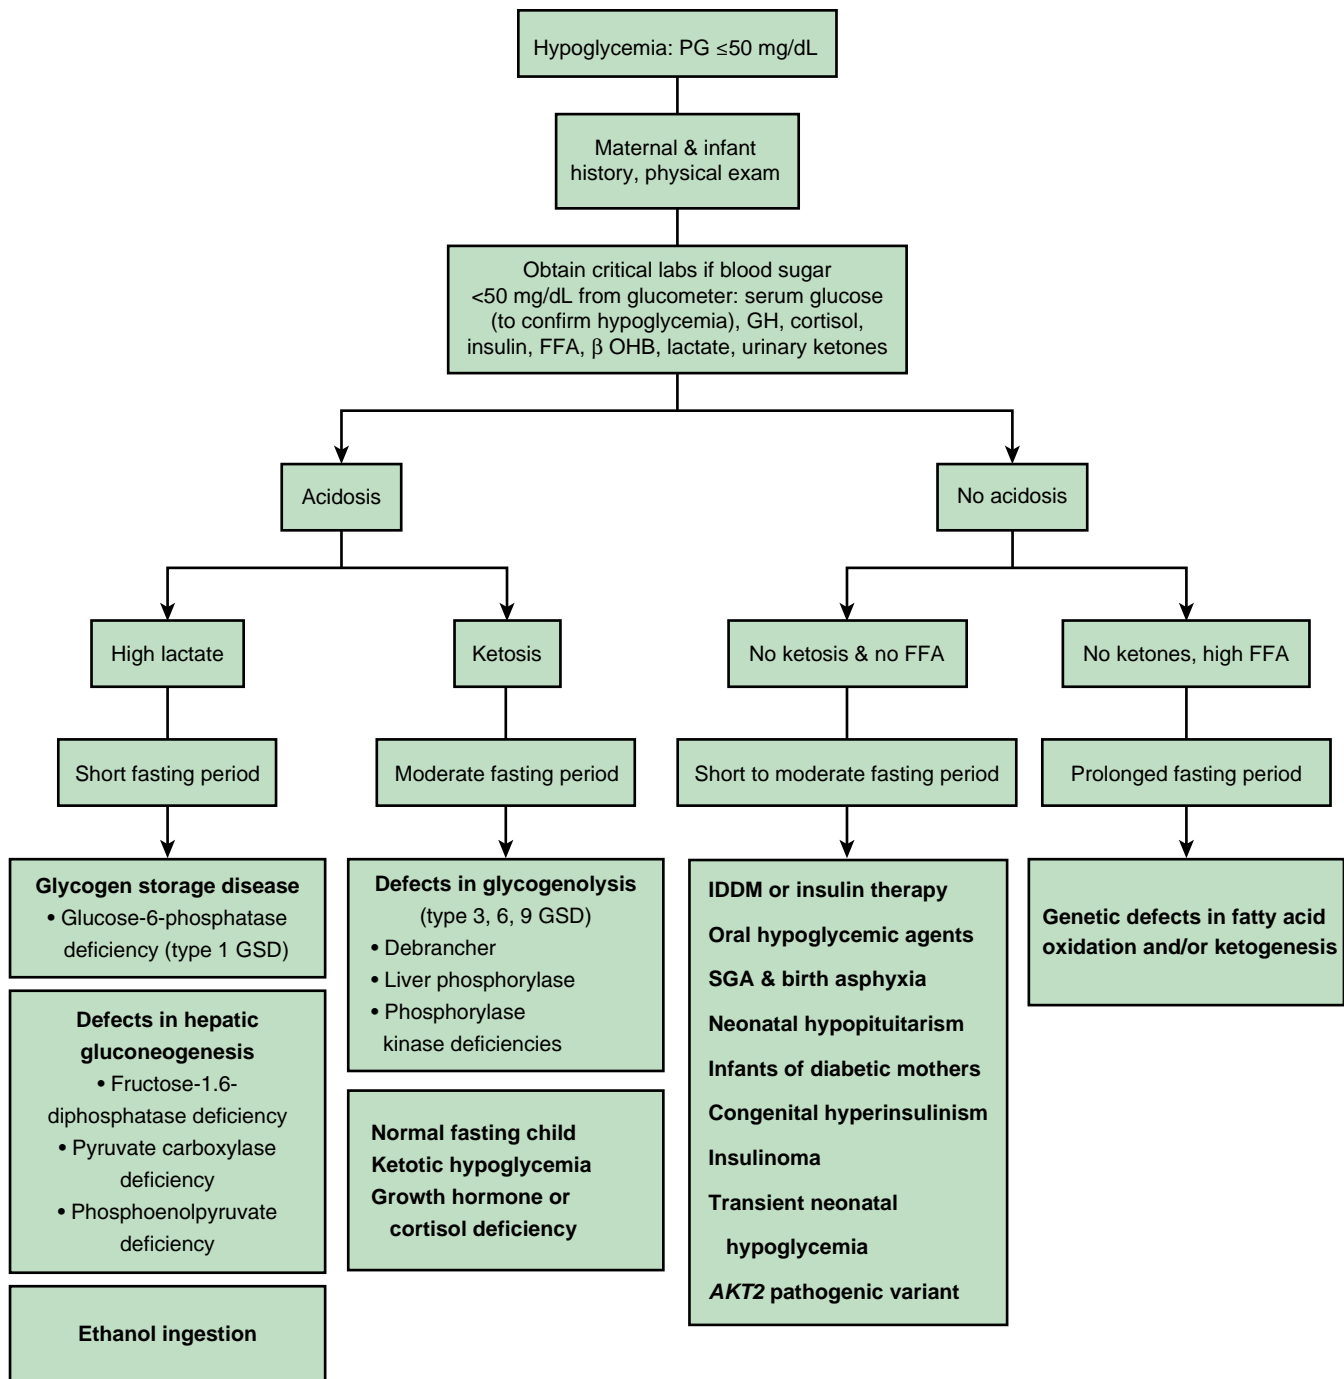 Hypoglycemia: PG ≤50 mg/dL
Maternal & infant
history, physical exam
Obtain critical labs if blood sugar
<50 mg/dL from glucometer: serum glucose
(to confirm hypoglycemia), GH, cortisol,
insulin, FFA, β OHB, lactate, urinary ketones
Acidosis
No acidosis
High lactate
Ketosis
No ketosis & no FFA
No ketones, high FFA
Short fasting period
Moderate fasting period
Short to moderate fasting period
Prolonged fasting period
Glycogen storage disease
• Glucose-6-phosphatase
deficiency (type 1 GSD)
Defects in hepatic
gluconeogenesis
• Fructose-1.6-
diphosphatase deficiency
• Pyruvate carboxylase
deficiency
• Phosphoenolpyruvate
deficiency
Ethanol ingestion
Defects in glycogenolysis
(type 3, 6, 9 GSD)
• Debrancher
• Liver phosphorylase
• Phosphorylase
kinase deficiencies
Normal fasting child
Ketotic hypoglycemia
Growth hormone or
cortisol deficiency
IDDM or insulin therapy
Oral hypoglycemic agents
SGA & birth asphyxia
Neonatal hypopituitarism
Infants of diabetic mothers
Congenital hyperinsulinism
Insulinoma
Transient neonatal
hypoglycemia
AKT2 pathogenic variant
Genetic defects in fatty acid
oxidation and/or ketogenesis